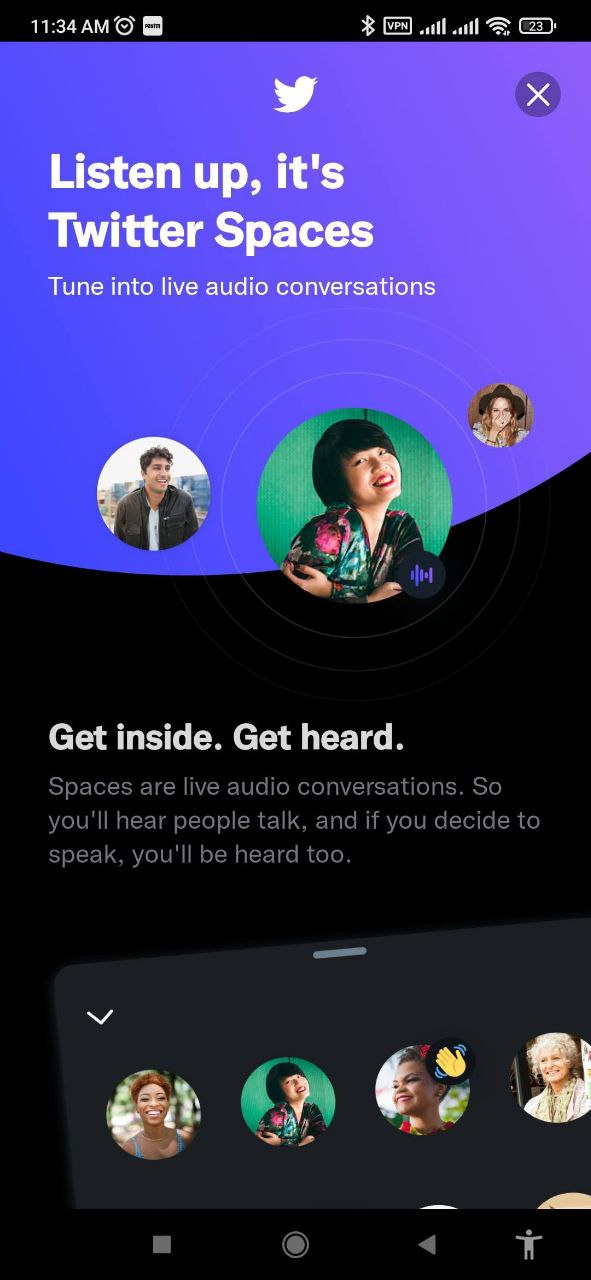 11:34 AM Paytm VPN 23
Listen up, it's
Twitter Spaces
Tune into live audio conversations
Get inside. Get heard.
Spaces are live audio conversations. So
you'll hear people talk, and if you decide to
speak, you'll be heard too.